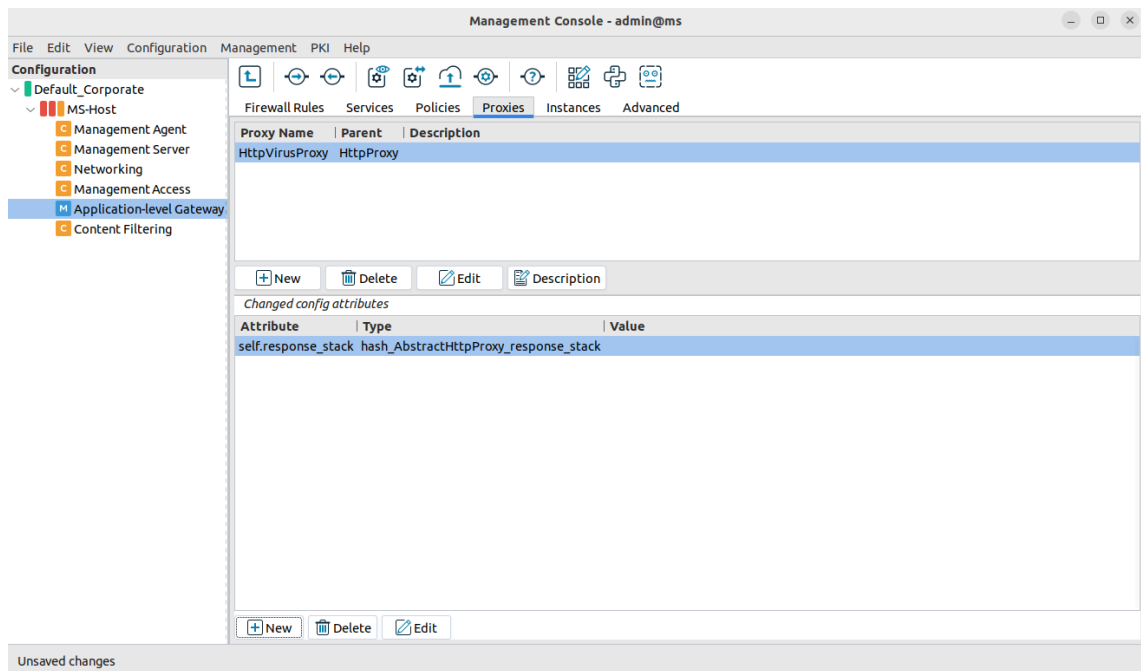 Management Console - admin@ms
File Edit View Configuration Management PKI Help
Configuration
Default_Corporate
MS-Host
C Management Agent
C Management Server
C Networking
C Management Access
M Application-level Gateway
C Content Filtering
Firewall Rules Services Policies Proxies Instances Advanced
Proxy Name Parent Description
HttpVirusProxy HttpProxy
New Delete Edit Description
Changed config attributes
Attribute Type Value
self.response_stack hash_AbstractHttpProxy_response_stack
New Delete Edit
Unsaved changes